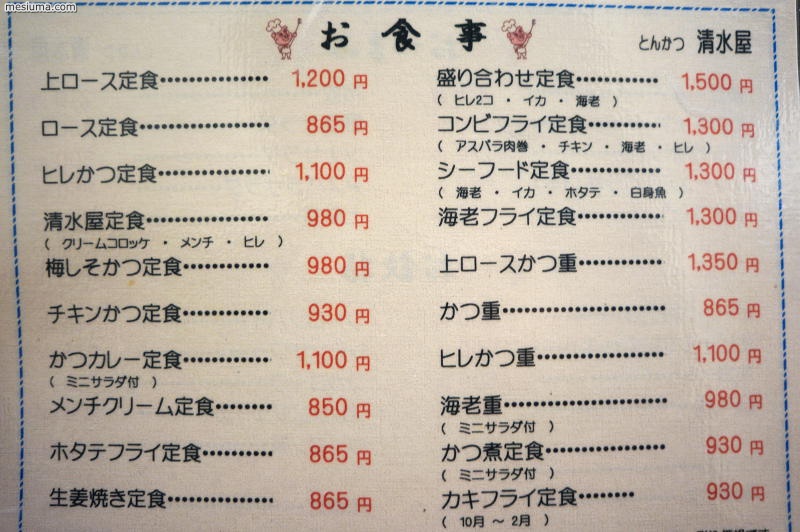 mesluma.com
お食事
とんかつ 清水屋
上ロース定食 1,200円
ロース定食 865円
ヒレかつ定食 1,100円
清水屋定食 980円
( クリームコロッケ ・ メンチ ・ ヒレ )
梅しそかつ定食 980円
チキンかつ定食 930円
かつカレー定食 1,100円
( ミニサラダ付 )
メンチクリーム定食 850円
ホタテフライ定食 865円
生姜焼き定食 865円
盛り合わせ定食 1,500円
( ヒレ2コ ・ イカ ・ 海老 )
コンビフライ定食 1,300円
( アスパラ肉巻 ・ チキン ・ 海老 ・ ヒレ )
シーフード定食 1,300円
( 海老 ・ イカ ・ ホタテ ・ 白身魚 )
海老フライ定食 1,300円
上ロースかつ重 1,350円
かつ重 865円
ヒレかつ重 1,100円
海老重 980円
( ミニサラダ付 )
かつ煮定食 930円
( ミニサラダ付 )
カキフライ定食 930円
( 10月 ~ 2月 )